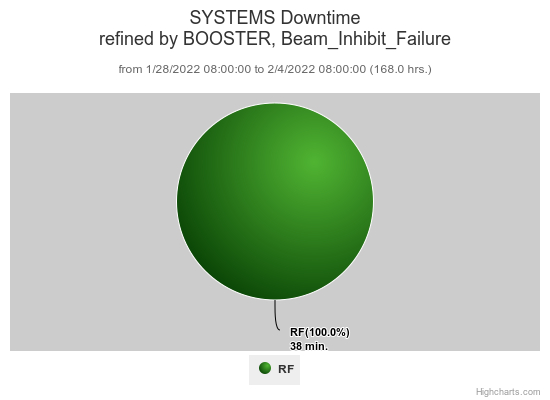 SYSTEMS Downtime
refined by BOOSTER, Beam_Inhibit_Failure
from 1/28/2022 08:00:00 to 2/4/2022 08:00:00 (168.0 hrs.)
RF(100.0%)
38 min.
RF
Highcharts.com